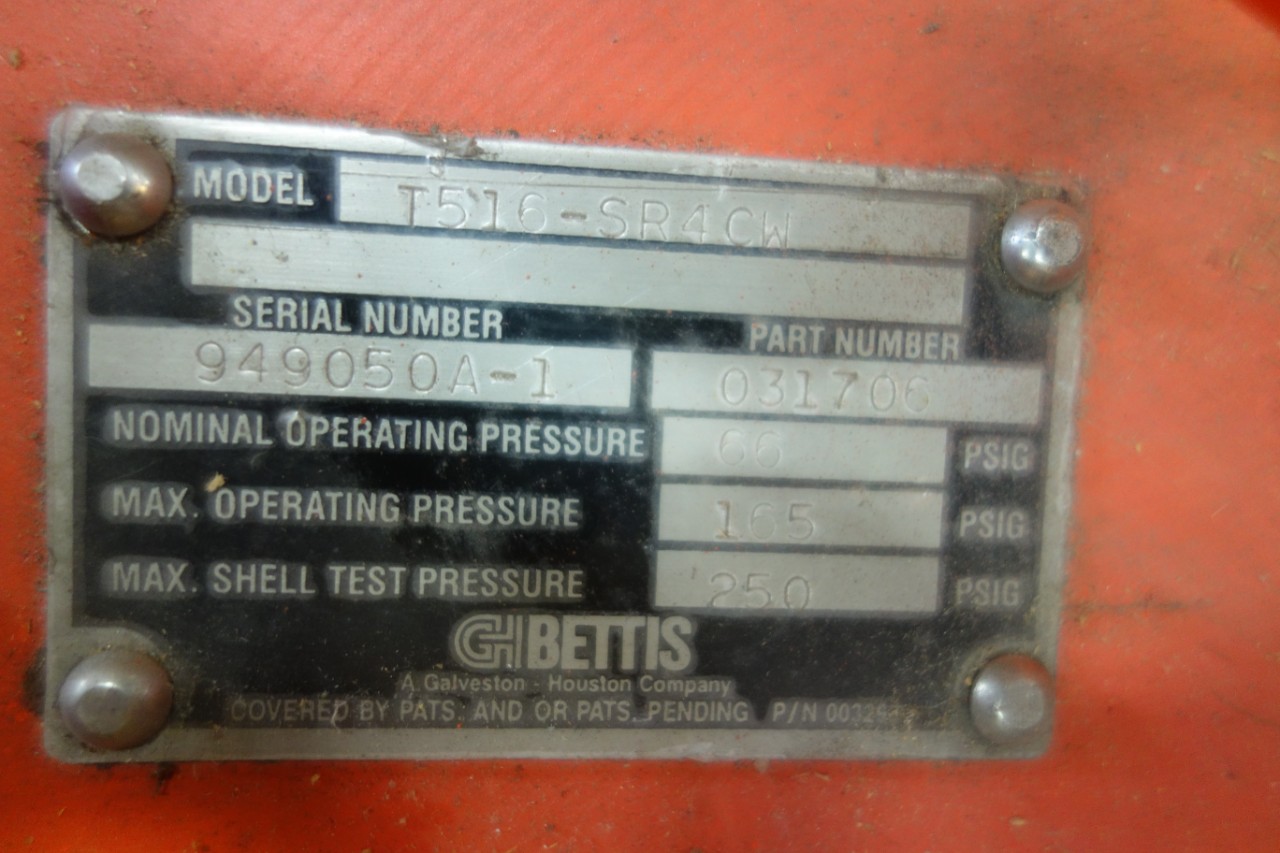 MODEL T516-SR4CW
SERIAL NUMBER PART NUMBER
949050A-1 031706
NOMINAL OPERATING PRESSURE 66 PSIG
MAX. OPERATING PRESSURE 165 PSIG
MAX. SHELL TEST PRESSURE 250 PSIG
GH BETTIS
A Galveston - Houston Company
COVERED BY PATS. AND OR PATS. PENDING P/N